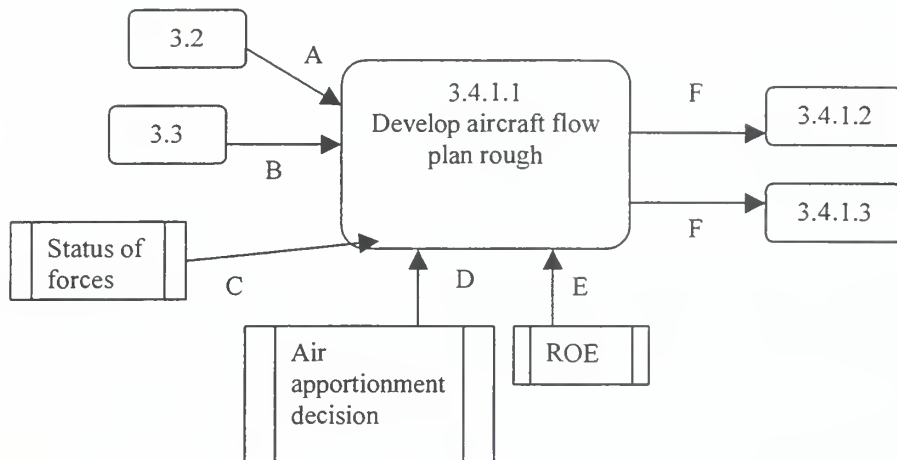 3.2
A
3.4.1.1
Develop aircraft flow
plan rough
F
3.4.1.2
3.3
B
F
3.4.1.3
Status of
forces
C
D
E
Air
apportionment
decision
ROE